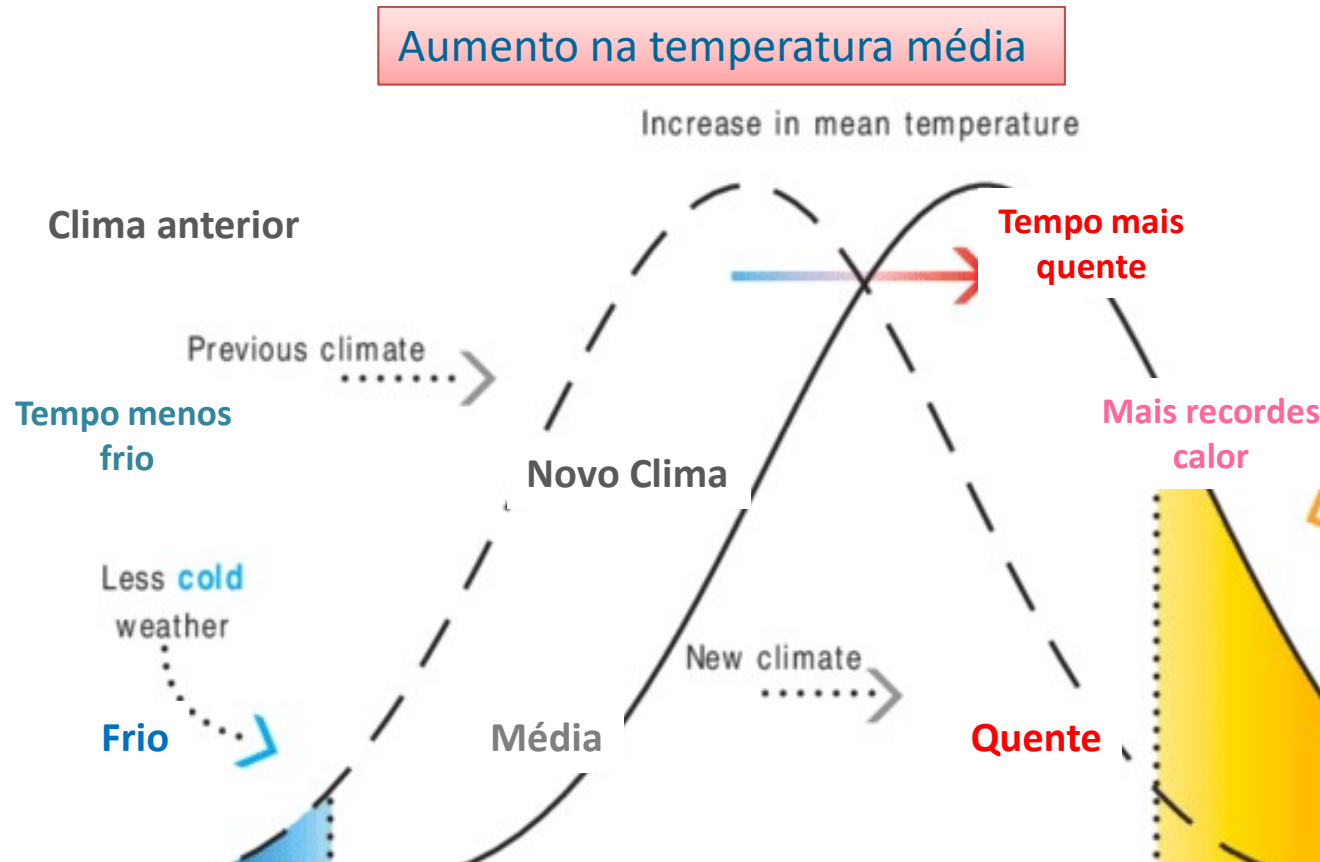 Aumento na temperatura média
Increase in mean temperature
Clima anterior
Tempo mais
quente
Previous climate
Tempo menos
frio
Mais recordes
calor
Novo Clima
Less cold
weather
New climate
Frio
Média
Quente